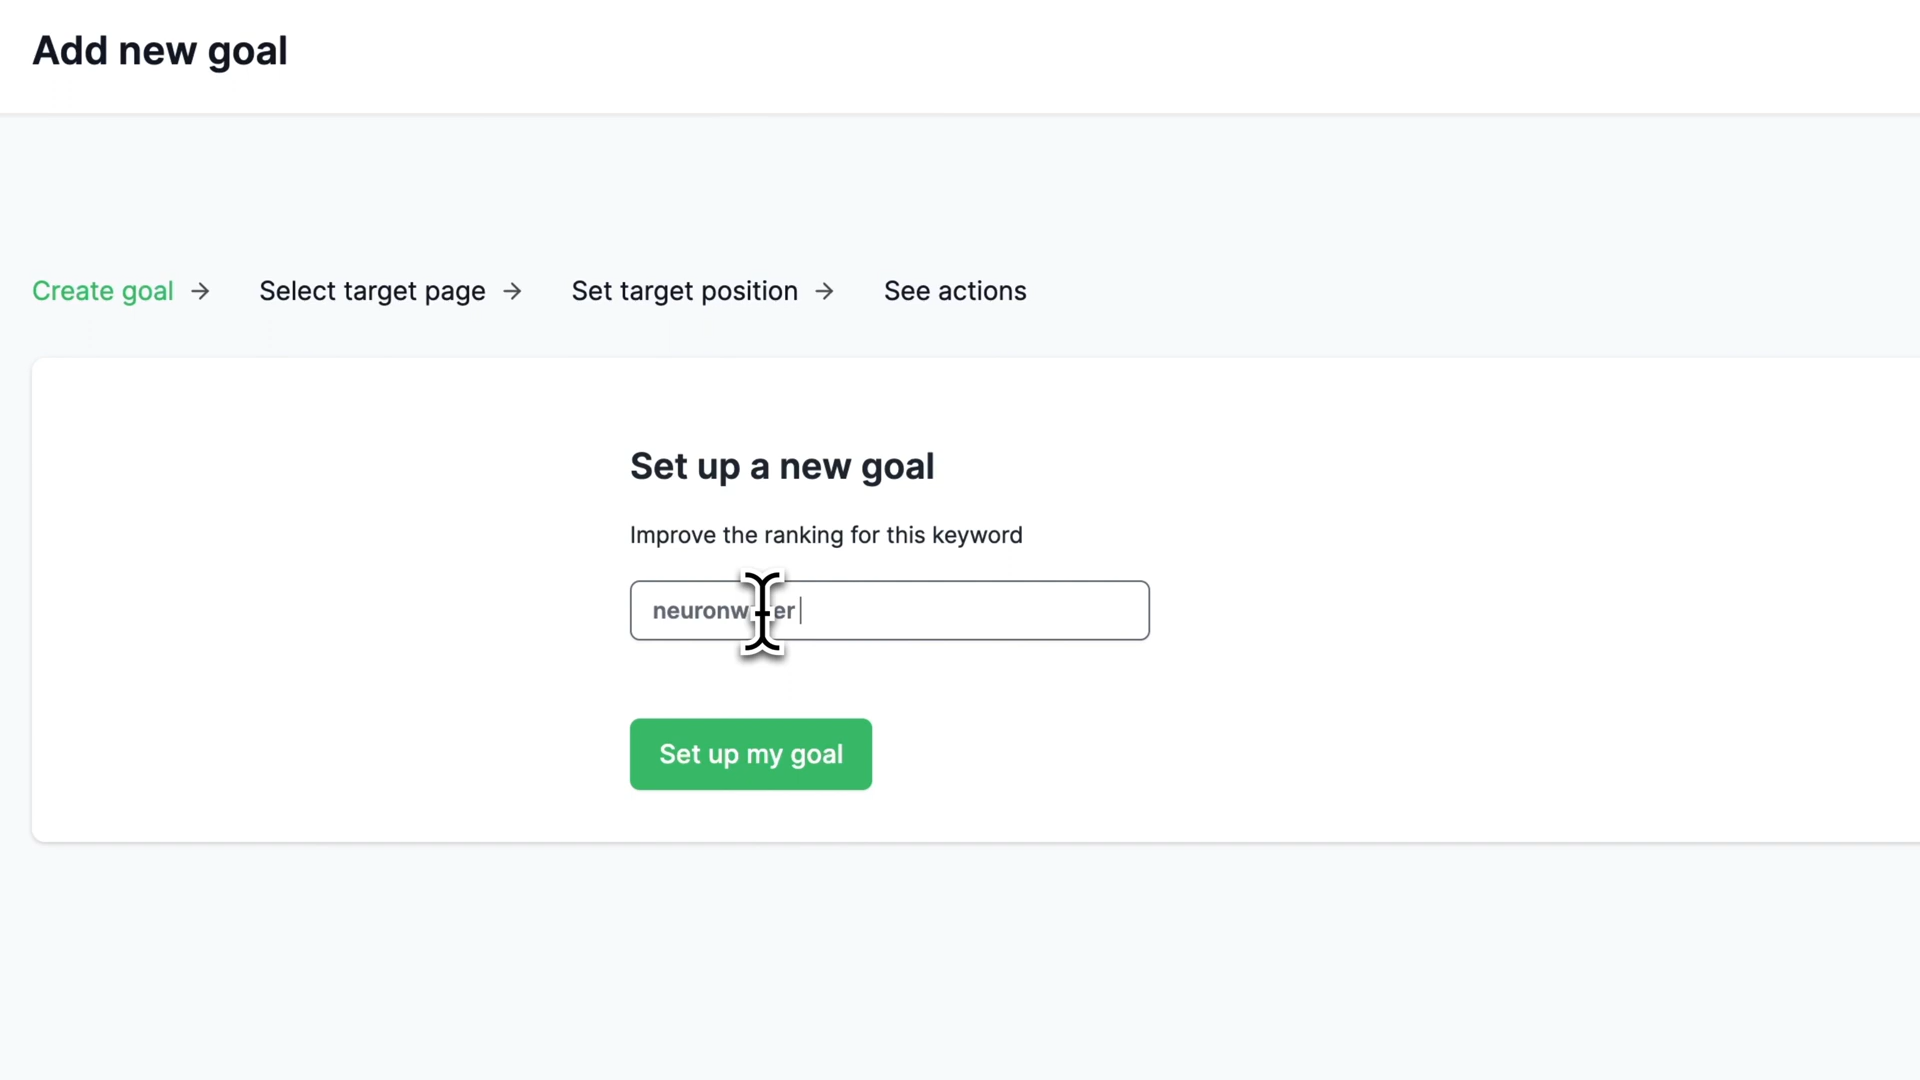 Add new goal
Create goal → Select target page → Set target position → See actions
Set up a new goal
Improve the ranking for this keyword
Set up my goal